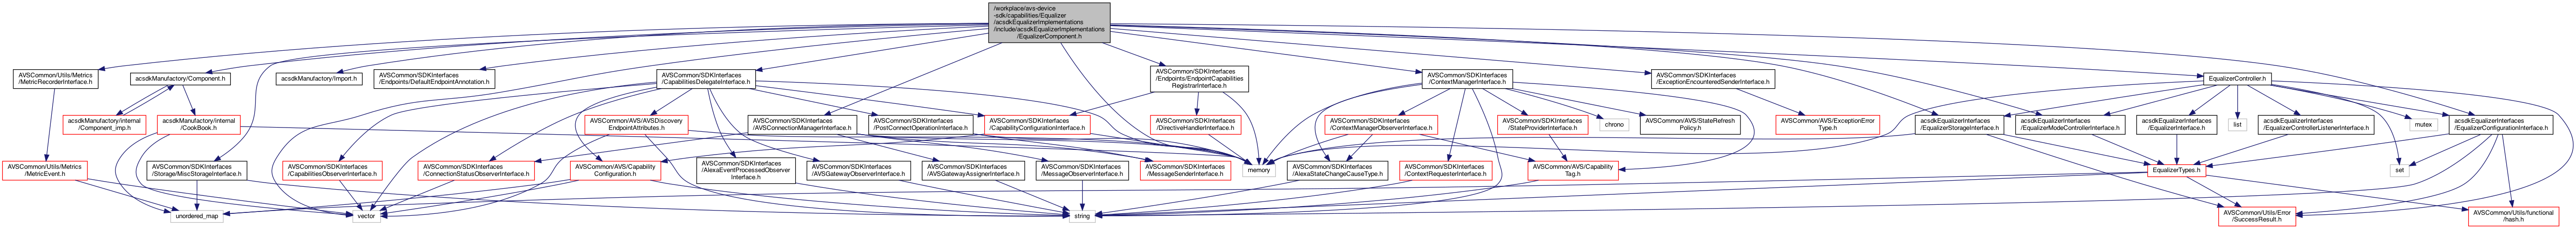 /workplace/avs-device
-sdk/capabilities/Equalizer
/acsdkEqualizerImplementations
/include/acsdkEqualizerImplementations
/EqualizerComponent.h
AVSCommon/Utils/Metrics
/MetricRecorderInterface.h
acsdkManufactory/Component.h
acsdkManufactory/Import.h
AVSCommon/SDKInterfaces
/Endpoints/DefaultEndpointAnnotation.h
AVSCommon/SDKInterfaces
/CapabilitiesDelegateInterface.h
AVSCommon/SDKInterfaces
/Endpoints/EndpointCapabilities
RegistrarInterface.h
AVSCommon/SDKInterfaces
/ContextManagerInterface.h
AVSCommon/SDKInterfaces
/ExceptionEncounteredSenderInterface.h
EqualizerController.h
acsdkManufactory/internal
/Component_imp.h
acsdkManufactory/internal
/CookBook.h
AVSCommon/AVS/AVSDiscovery
EndpointAttributes.h
AVSCommon/SDKInterfaces
/AVSConnectionManagerInterface.h
AVSCommon/SDKInterfaces
/PostConnectOperationInterface.h
AVSCommon/SDKInterfaces
/CapabilityConfigurationInterface.h
AVSCommon/SDKInterfaces
/DirectiveHandlerInterface.h
AVSCommon/SDKInterfaces
/ContextManagerObserverInterface.h
AVSCommon/SDKInterfaces
/StateProviderInterface.h
chrono
AVSCommon/AVS/StateRefresh
Policy.h
AVSCommon/AVS/ExceptionError
Type.h
acsdkEqualizerInterfaces
/EqualizerStorageInterface.h
acsdkEqualizerInterfaces
/EqualizerModeControllerInterface.h
acsdkEqualizerInterfaces
/EqualizerInterface.h
list
acsdkEqualizerInterfaces
/EqualizerControllerListenerInterface.h
mutex
acsdkEqualizerInterfaces
/EqualizerConfigurationInterface.h
AVSCommon/Utils/Metrics
/MetricEvent.h
AVSCommon/SDKInterfaces
/Storage/MiscStorageInterface.h
AVSCommon/SDKInterfaces
/CapabilitiesObserverInterface.h
AVSCommon/SDKInterfaces
/ConnectionStatusObserverInterface.h
AVSCommon/AVS/Capability
Configuration.h
AVSCommon/SDKInterfaces
/AlexaEventProcessedObserver
Interface.h
AVSCommon/SDKInterfaces
/AVSGatewayObserverInterface.h
AVSCommon/SDKInterfaces
/AVSGatewayAssignerInterface.h
AVSCommon/SDKInterfaces
/MessageObserverInterface.h
AVSCommon/SDKInterfaces
/MessageSenderInterface.h
memory
AVSCommon/SDKInterfaces
/AlexaStateChangeCauseType.h
AVSCommon/SDKInterfaces
/ContextRequesterInterface.h
AVSCommon/AVS/Capability
Tag.h
EqualizerTypes.h
set
unordered_map
vector
string
AVSCommon/Utils/Error
/SuccessResult.h
AVSCommon/Utils/functional
/hash.h